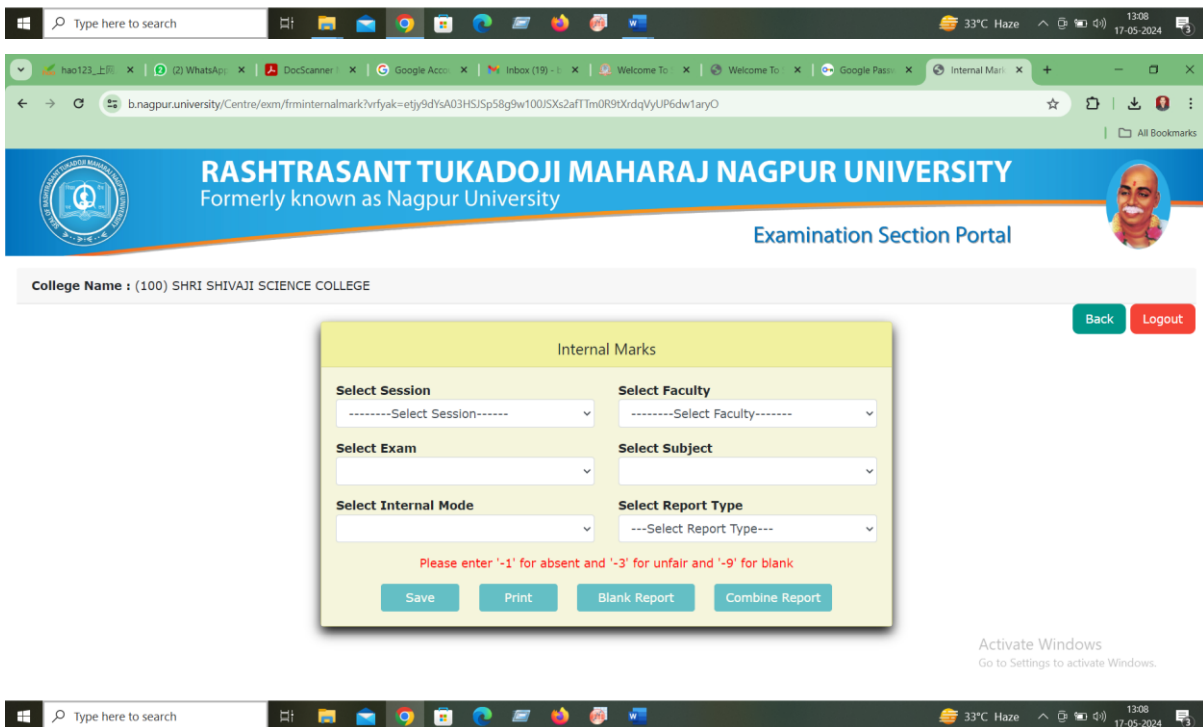 Type here to search
33°C Haze
13:08
17-05-2024
3
hao123_上网
(2) WhatsApp
DocScanner
Google Acco
Inbox (19) -
Welcome To
Welcome To
Google Pass
Internal Mark
b.nagpur.university/Centre/exm/frminternalmark?vrfyak=etjy9dYsA03HSJSp58g9w100JSXs2afTTm0R9tXrdqVyUP6dw1aryO
All Bookmarks
RASHTRASANT TUKADOJI MAHARAJ NAGPUR UNIVERSITY
Formerly known as Nagpur University
Examination Section Portal
College Name : (100) SHRI SHIVAJI SCIENCE COLLEGE
Back Logout
Internal Marks
Select Session Select Faculty
--------Select Session------ --------Select Faculty-------
Select Exam Select Subject
Select Internal Mode Select Report Type
---Select Report Type---
Please enter '-1' for absent and '-3' for unfair and '-9' for blank
Save Print Blank Report Combine Report
Activate Windows
Go to Settings to activate Windows.
Type here to search
33°C Haze
13:08
17-05-2024
3